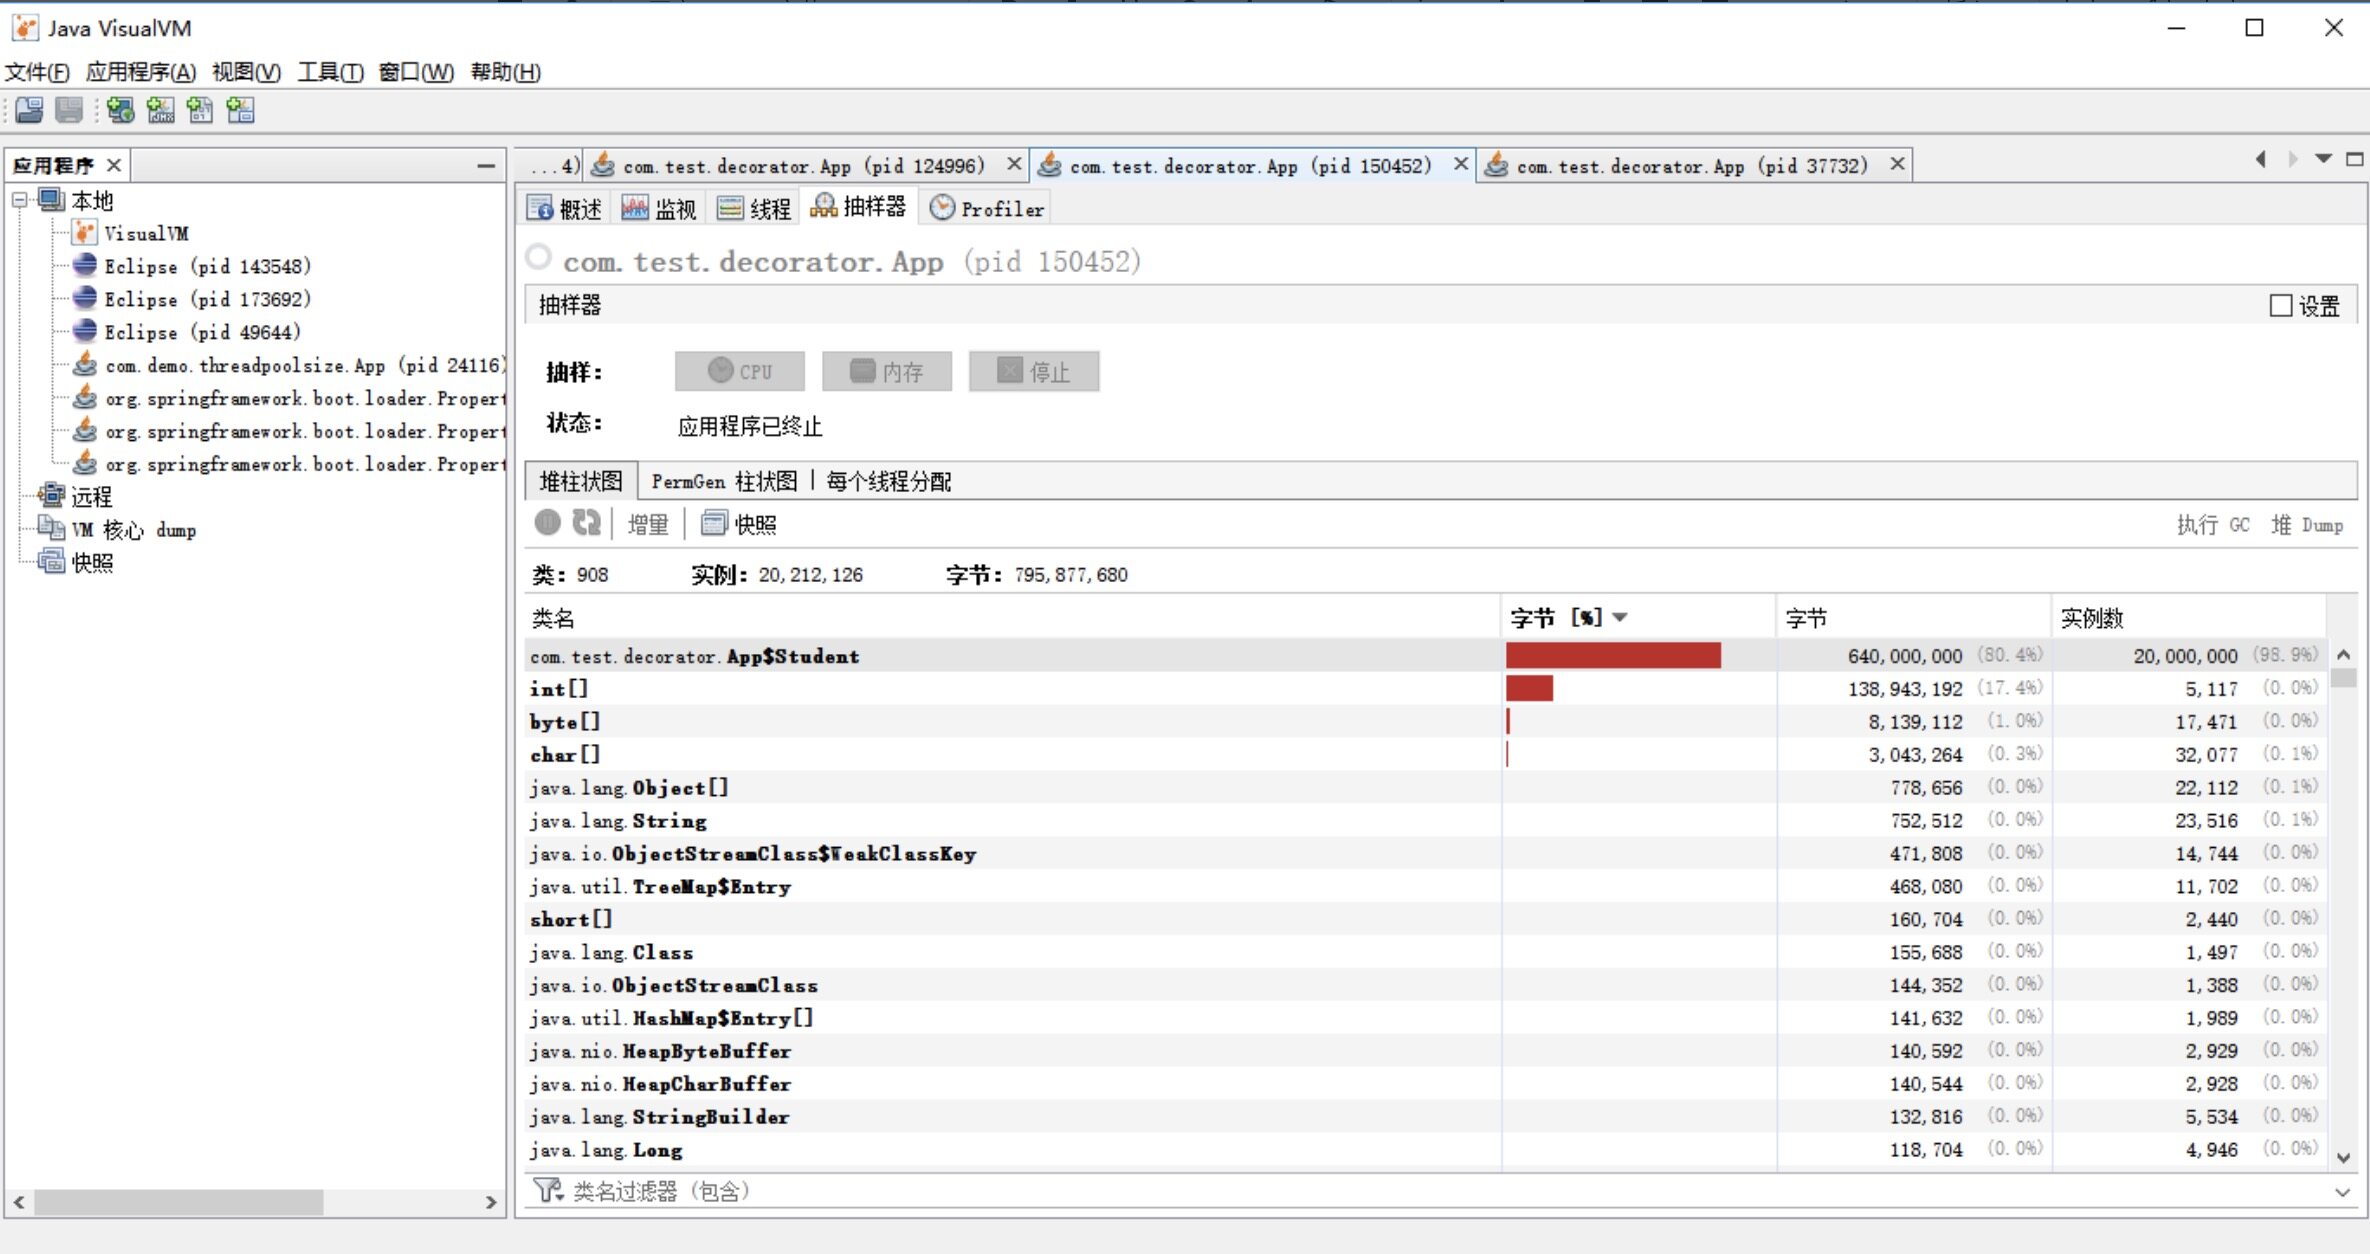 Java VisualVM
文件(F) 应用程序(A) 视图(V) 工具(T) 窗口(W) 帮助(H)
应用程序
本地
VisualVM
Eclipse (pid 143548)
Eclipse (pid 173692)
Eclipse (pid 49644)
com.demo.threadpoolsize.App (pid 24116)
org.springframework.boot.loader.Propert
org.springframework.boot.loader.Propert
org.springframework.boot.loader.Propert
远程
VM 核心 dump
快照
...4) com.test.decorator.App (pid 124996) com.test.decorator.App (pid 150452) com.test.decorator.App (pid 37732)
概述 监视 线程 抽样器 Profiler
com.test.decorator.App (pid 150452)
抽样器 设置
抽样: CPU 内存 停止
状态: 应用程序已终止
堆柱状图 PermGen 柱状图 | 每个线程分配
增量 快照 执行 GC 堆 Dump
类: 908 实例: 20,212,126 字节: 795,877,680
类名 字节 [%] 字节 实例数
com.test.decorator.App$Student 640,000,000 (80.4%) 20,000,000 (98.9%)
int[] 138,943,192 (17.4%) 5,117 (0.0%)
byte[] 8,139,112 (1.0%) 17,471 (0.0%)
char[] 3,043,264 (0.3%) 32,077 (0.1%)
java.lang.Object[] 778,656 (0.0%) 22,112 (0.1%)
java.lang.String 752,512 (0.0%) 23,516 (0.1%)
java.io.ObjectStreamClass$WeakClassKey 471,808 (0.0%) 14,744 (0.0%)
java.util.TreeMap$Entry 468,080 (0.0%) 11,702 (0.0%)
short[] 160,704 (0.0%) 2,440 (0.0%)
java.lang.Class 155,688 (0.0%) 1,497 (0.0%)
java.io.ObjectStreamClass 144,352 (0.0%) 1,388 (0.0%)
java.util.HashMap$Entry[] 141,632 (0.0%) 1,989 (0.0%)
java.nio.HeapByteBuffer 140,592 (0.0%) 2,929 (0.0%)
java.nio.HeapCharBuffer 140,544 (0.0%) 2,928 (0.0%)
java.lang.StringBuilder 132,816 (0.0%) 5,534 (0.0%)
java.lang.Long 118,704 (0.0%) 4,946 (0.0%)
类名过滤器 (包含)